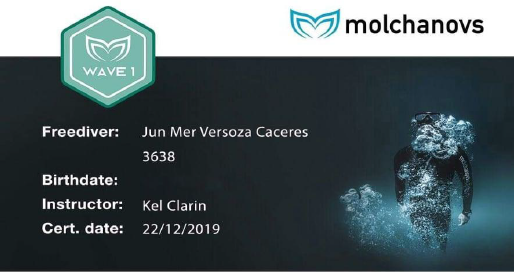 WAVE 1
molchanovs
Freediver: Jun Mer Versoza Caceres
3638
Birthdate:
Instructor: Kel Clarin
Cert. date: 22/12/2019